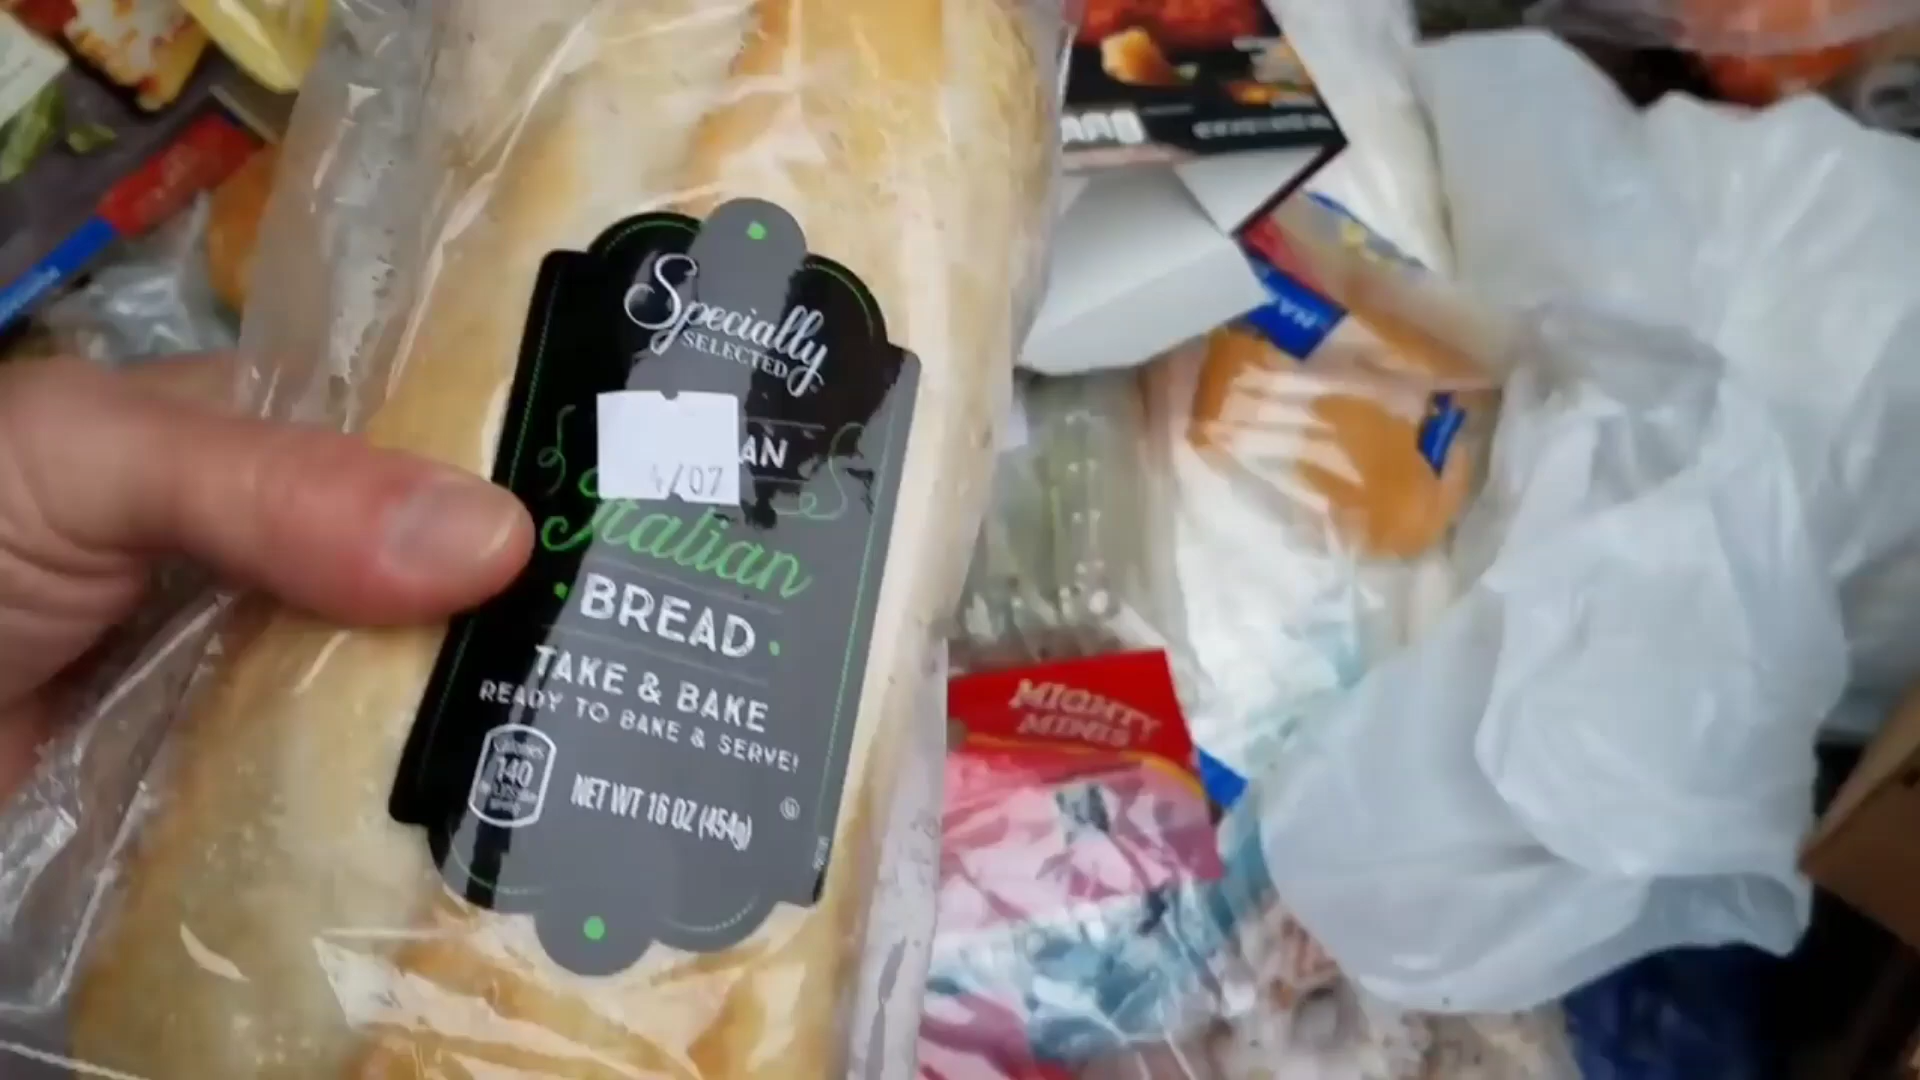 Specially
SELECTED
4/07
Italian
BREAD
TAKE & BAKE
READY TO BAKE & SERVE!
Calories
140
NET WT 16 OZ (454g)
MIGHTY
MINIS